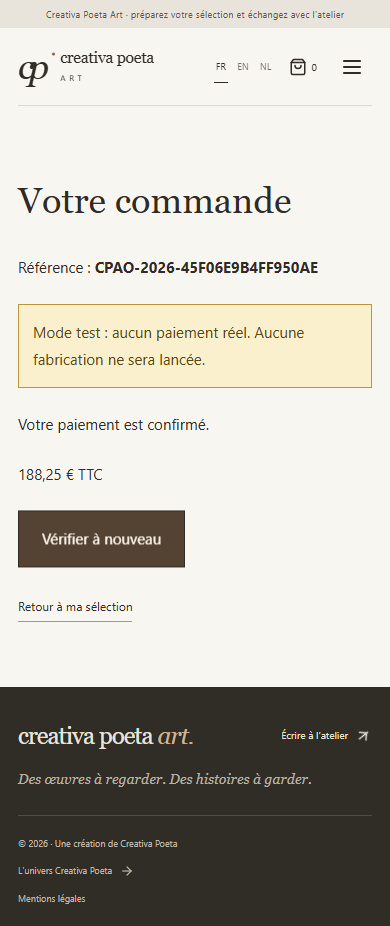 Creativa Poeta Art · préparez votre sélection et échangez avec l'atelier
cp creativa poeta
ART
FR EN NL 0
Votre commande
Référence : CPAO-2026-45F06E9B4FF950AE
Mode test : aucun paiement réel. Aucune
fabrication ne sera lancée.
Votre paiement est confirmé.
188,25 € TTC
Vérifier à nouveau
Retour à ma sélection
creativa poeta art.
Écrire à l'atelier
Des œuvres à regarder. Des histoires à garder.
© 2026 · Une création de Creativa Poeta
L'univers Creativa Poeta
Mentions légales